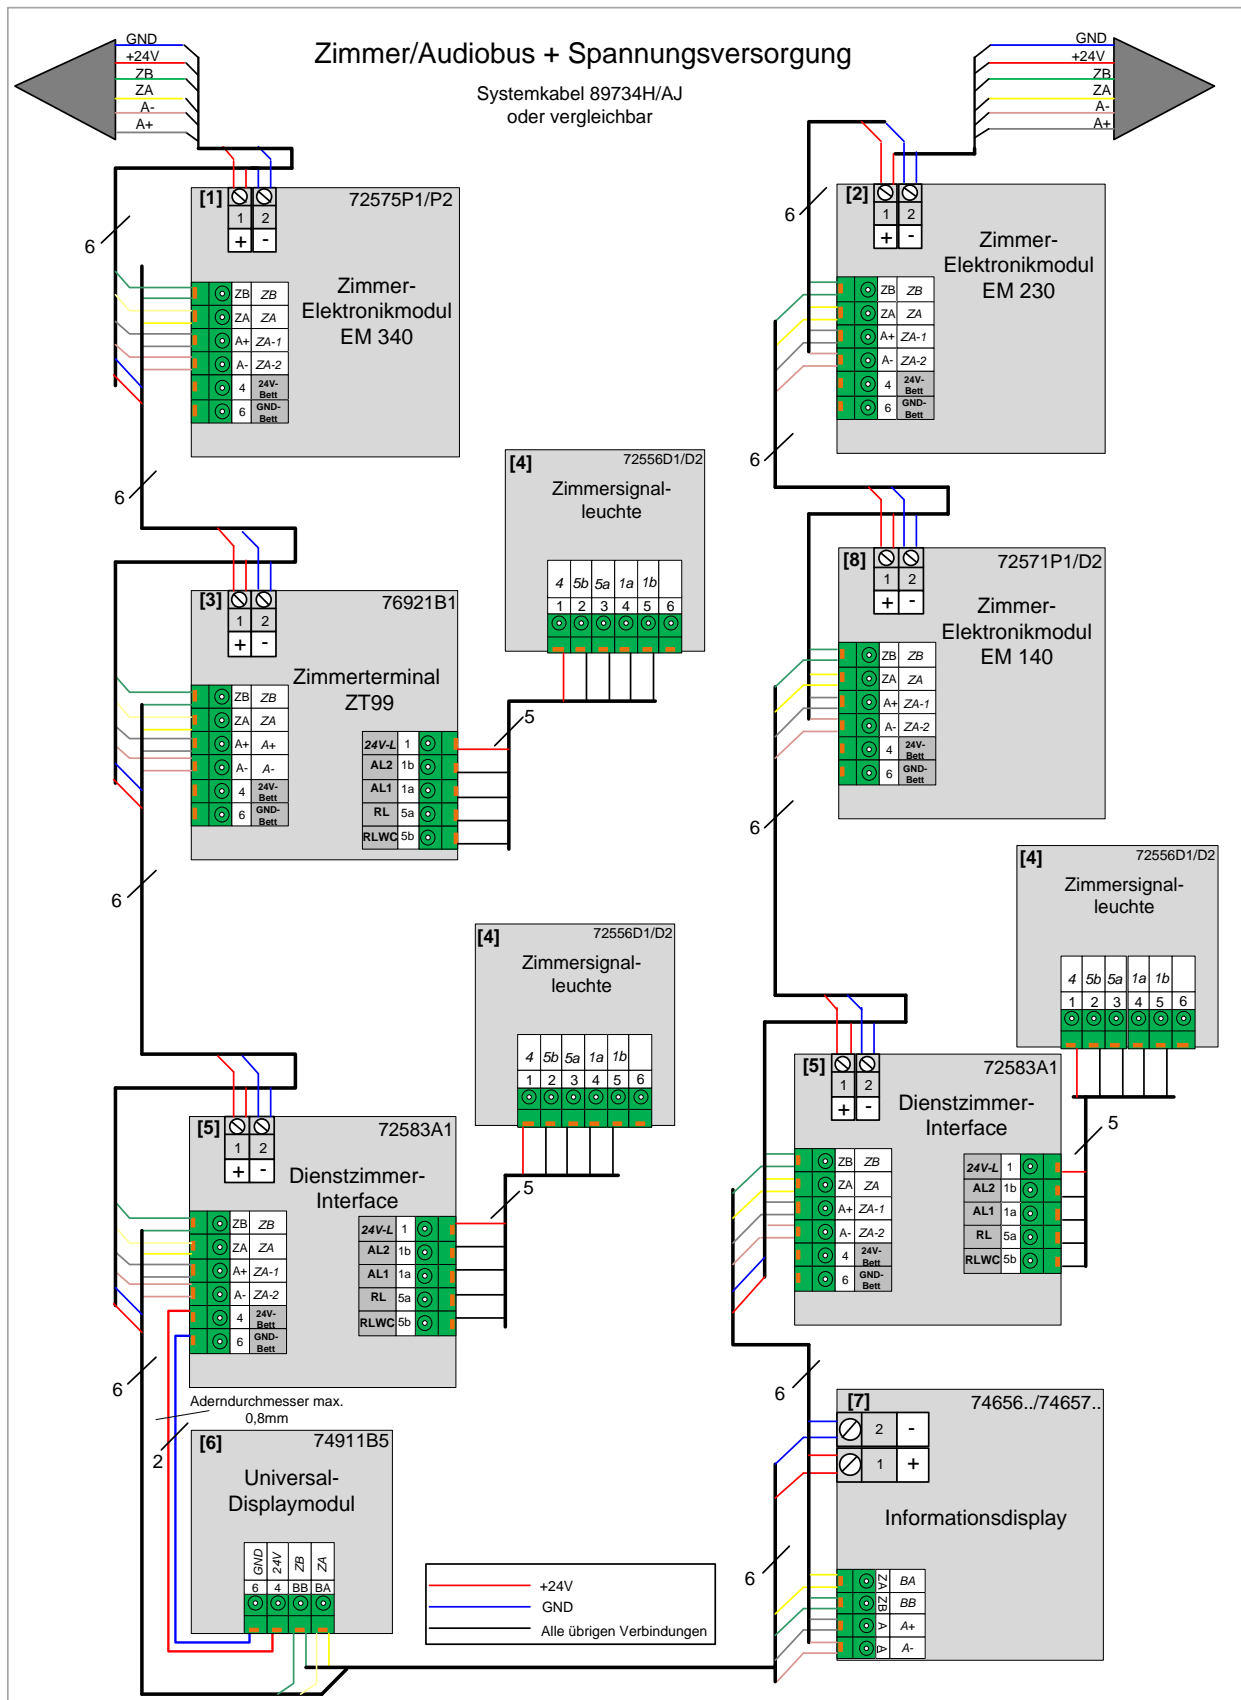 Zimmer/Audiobus + Spannungsversorgung
Systemkabel 89734H/AJ
oder vergleichbar
GND
+24V
ZB
ZA
A-
A+
GND
+24V
ZB
ZA
A-
A+
[1] 72575P1/P2
1 2
+ -
Zimmer-
Elektronikmodul
EM 340
ZB ZB
ZA ZA
A+ ZA-1
A- ZA-2
4 24V-
Bett
6 GND-
Bett
6
6
[2]
1 2
+ -
Zimmer-
Elektronikmodul
EM 230
ZB ZB
ZA ZA
A+ ZA-1
A- ZA-2
4 24V-
Bett
6 GND-
Bett
6
6
[4] 72556D1/D2
Zimmersignal-
leuchte
4 5b 5a 1a 1b
1 2 3 4 5 6
5
[3] 76921B1
1 2
+ -
Zimmerterminal
ZT99
ZB ZB
ZA ZA
A+ A+
A- A-
4 24V-
Bett
6 GND-
Bett
24V-L 1
AL2 1b
AL1 1a
RL 5a
RLWC 5b
6
[8] 72571P1/D2
1 2
+ -
Zimmer-
Elektronikmodul
EM 140
ZB ZB
ZA ZA
A+ ZA-1
A- ZA-2
4 24V-
Bett
6 GND-
Bett
6
[4] 72556D1/D2
Zimmersignal-
leuchte
4 5b 5a 1a 1b
1 2 3 4 5 6
5
[4] 72556D1/D2
Zimmersignal-
leuchte
4 5b 5a 1a 1b
1 2 3 4 5 6
5
[5] 72583A1
1 2
+ -
Dienstzimmer-
Interface
ZB ZB
ZA ZA
A+ ZA-1
A- ZA-2
4 24V-
Bett
6 GND-
Bett
24V-L 1
AL2 1b
AL1 1a
RL 5a
RLWC 5b
6
[5] 72583A1
1 2
+ -
Dienstzimmer-
Interface
ZB ZB
ZA ZA
A+ ZA-1
A- ZA-2
4 24V-
Bett
6 GND-
Bett
24V-L 1
AL2 1b
AL1 1a
RL 5a
RLWC 5b
6
Aderndurchmesser max.
0,8mm
2
[6] 74911B5
Universal-
Displaymodul
GND 24V ZB ZA
6 4 BB BA
[7] 74656../74657..
2 -
1 +
Informationsdisplay
ZA BA
ZB BB
A A+
A A-
6
+24V
GND
Alle übrigen Verbindungen